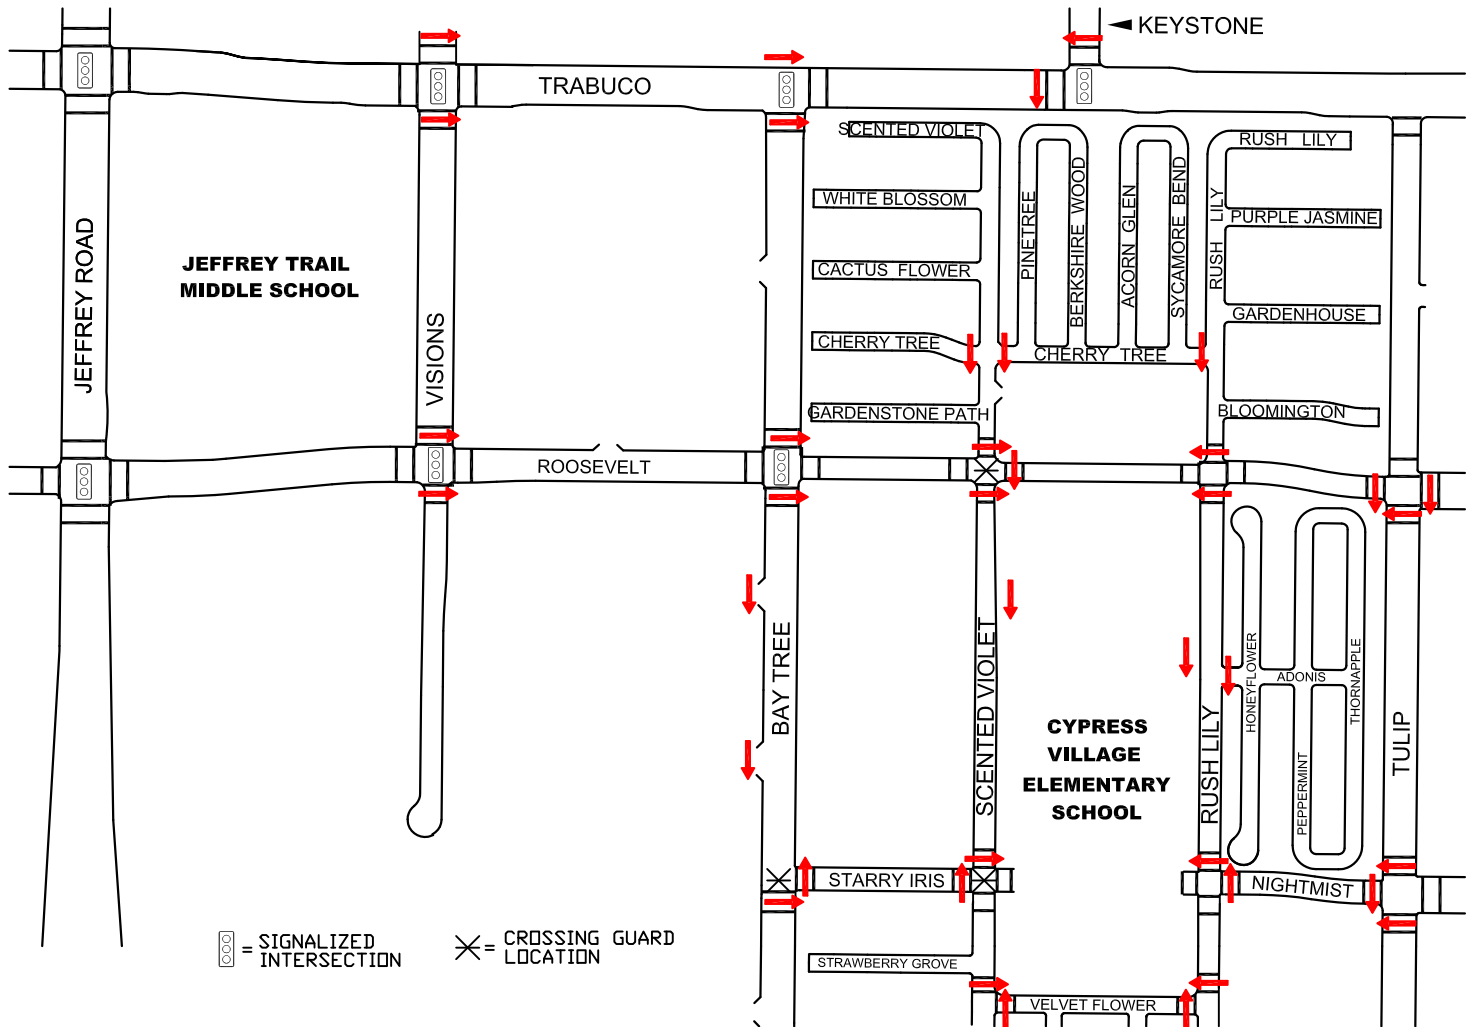 KEYSTONE
TRABUCO
SCENTED VIOLET
RUSH LILY
WHITE BLOSSOM
PURPLE JASMINE
CACTUS FLOWER
GARDENHOUSE
CHERRY TREE
CHERRY TREE
GARDENSTONE PATH
BLOOMINGTON
PINETREE
BERKSHIRE WOOD
ACORN GLEN
SYCAMORE BEND
RUSH LILY
JEFFREY ROAD
JEFFREY TRAIL
MIDDLE SCHOOL
VISIONS
ROOSEVELT
BAY TREE
SCENTED VIOLET
CYPRESS
VILLAGE
ELEMENTARY
SCHOOL
RUSH LILY
HONEYFLOWER
ADONIS
PEPPERMINT
THORNAPPLE
TULIP
STARRY IRIS
NIGHTMIST
STRAWBERRY GROVE
VELVET FLOWER
= SIGNALIZED
INTERSECTION
= CROSSING GUARD
LOCATION